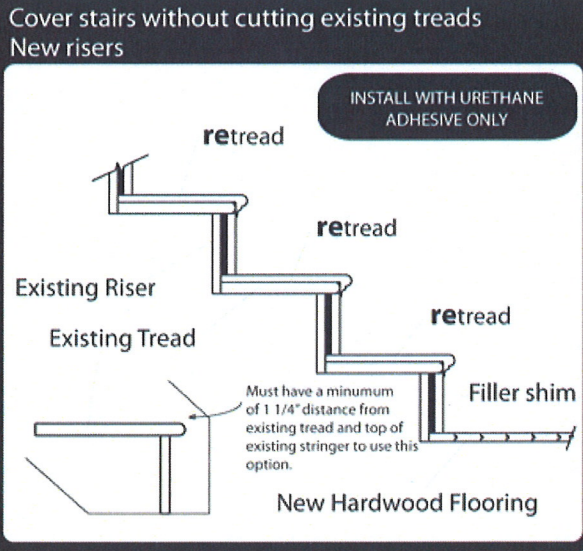 Cover stairs without cutting existing treads
New risers
INSTALL WITH URETHANE
ADHESIVE ONLY
retread
retread
Existing Riser
retread
Existing Tread
Filler shim
Must have a minumum
of 1 1/4" distance from
existing tread and top of
existing stringer to use this
option.
New Hardwood Flooring